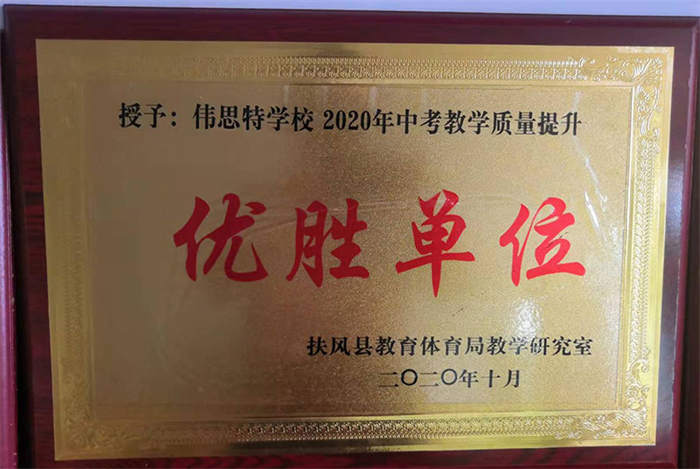 授予：伟思特学校 2020年中考教学质量提升
优胜单位
扶风县教育体育局教学研究室
二〇二〇年十月